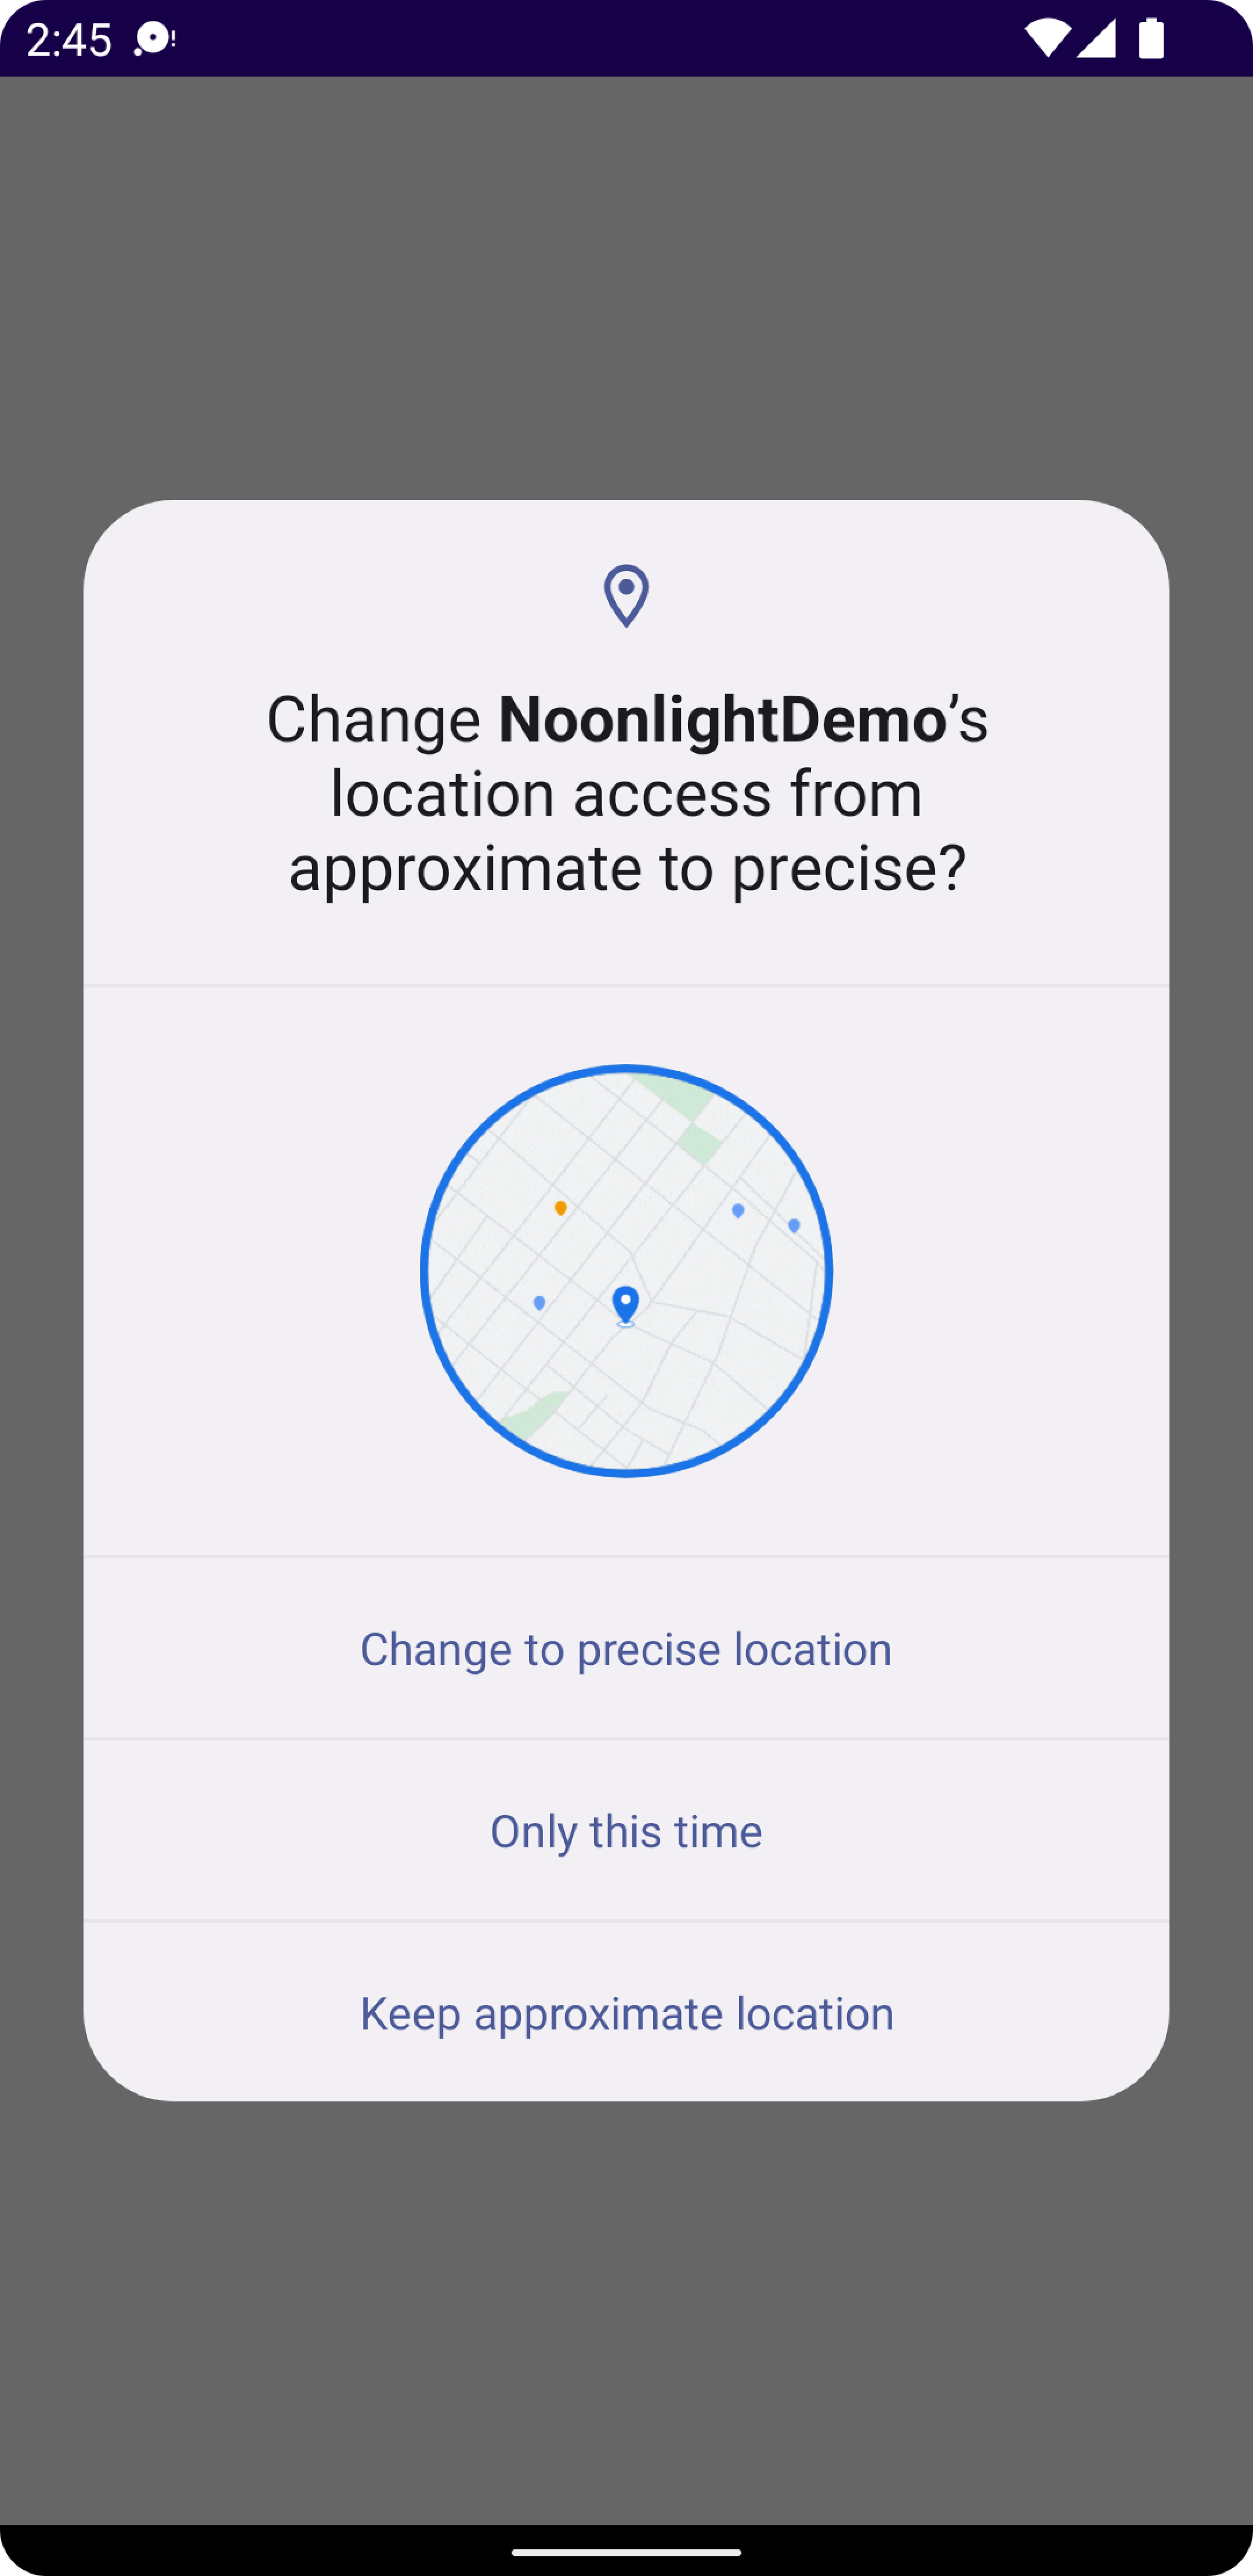 2:45
Change NoonlightDemo’s
location access from
approximate to precise?
Change to precise location
Only this time
Keep approximate location